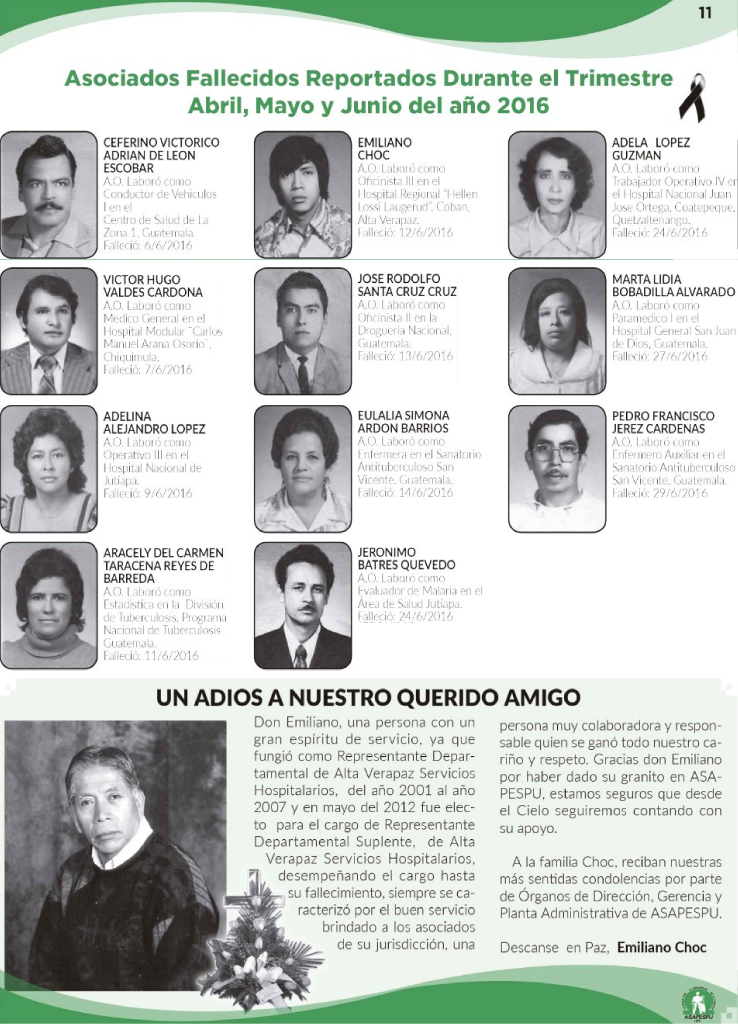 11
Asociados Fallecidos Reportados Durante el Trimestre
Abril, Mayo y Junio del año 2016
CEFERINO VICTORICO
ADRIAN DE LEON
ESCOBAR
A.O. Laboró como
Conductor de Vehiculos
I en el
Centro de Salud de La
Zona 1, Guatemala.
Falleció: 6/6/2016
EMILIANO
CHOC
A.O. Laboró como
Oficinista III en el
Hospital Regional "Hellen
Lossi Laugerud", Coban,
Alta Verapaz.
Falleció: 12/6/2016
ADELA LOPEZ
GUZMAN
A.O. Laboró como
Trabajador Operativo IV en
el Hospital Nacional Juan
Jose Ortega, Coatepeque,
Quetzaltenango.
Falleció: 24/6/2016
VICTOR HUGO
VALDES CARDONA
A.O. Laboró como
Medico General en el
Hospital Modular ¨Carlos
Manuel Arana Osorio¨,
Chiquimula.
Falleció: 7/6/2016
JOSE RODOLFO
SANTA CRUZ CRUZ
A.O. Laboró como
Oficinista II en la
Drogueria Nacional,
Guatemala.
Falleció: 13/6/2016
MARTA LIDIA
BOBADILLA ALVARADO
A.O. Laboró como
Paramedico I en el
Hospital General San Juan
de Dios, Guatemala,
Falleció: 27/6/2016
ADELINA
ALEJANDRO LOPEZ
A.O. Laboró como
Operativo III en el
Hospital Nacional de
Jutiapa.
Falleció: 9/6/2016
EULALIA SIMONA
ARDON BARRIOS
A.O. Laboró como
Enfermera en el Sanatorio
Antituberculoso San
Vicente, Guatemala.
Falleció: 14/6/2016
PEDRO FRANCISCO
JEREZ CARDENAS
A.O. Laboró como
Enfermero Auxiliar en el
Sanatorio Antituberculoso
San Vicente, Guatemala.
Falleció: 29/6/2016
ARACELY DEL CARMEN
TARACENA REYES DE
BARREDA
A.O. Laboró como
Estadística en la División
de Tuberculosis, Programa
Nacional de Tuberculosis
Guatemala.
Falleció: 11/6/2016
JERONIMO
BATRES QUEVEDO
A.O. Laboró como
Evaluador de Malaria en el
Área de Salud Jutiapa.
Falleció: 24/6/2016
UN ADIOS A NUESTRO QUERIDO AMIGO
Don Emiliano, una persona con un
gran espíritu de servicio, ya que
fungió como Representante Depar-
tamental de Alta Verapaz Servicios
Hospitalarios, del año 2001 al año
2007 y en mayo del 2012 fue elec-
to para el cargo de Representante
Departamental Suplente, de Alta
Verapaz Servicios Hospitalarios,
desempeñando el cargo hasta
su fallecimiento, siempre se ca-
racterizó por el buen servicio
brindado a los asociados
de su jurisdicción, una
persona muy colaboradora y respon-
sable quien se ganó todo nuestro ca-
riño y respeto. Gracias don Emiliano
por haber dado su granito en ASA-
PESPU, estamos seguros que desde
el Cielo seguiremos contando con
su apoyo.
A la familia Choc, reciban nuestras
más sentidas condolencias por parte
de Órganos de Dirección, Gerencia y
Planta Administrativa de ASAPESPU.
Descanse en Paz, Emiliano Choc
ASAPESPU